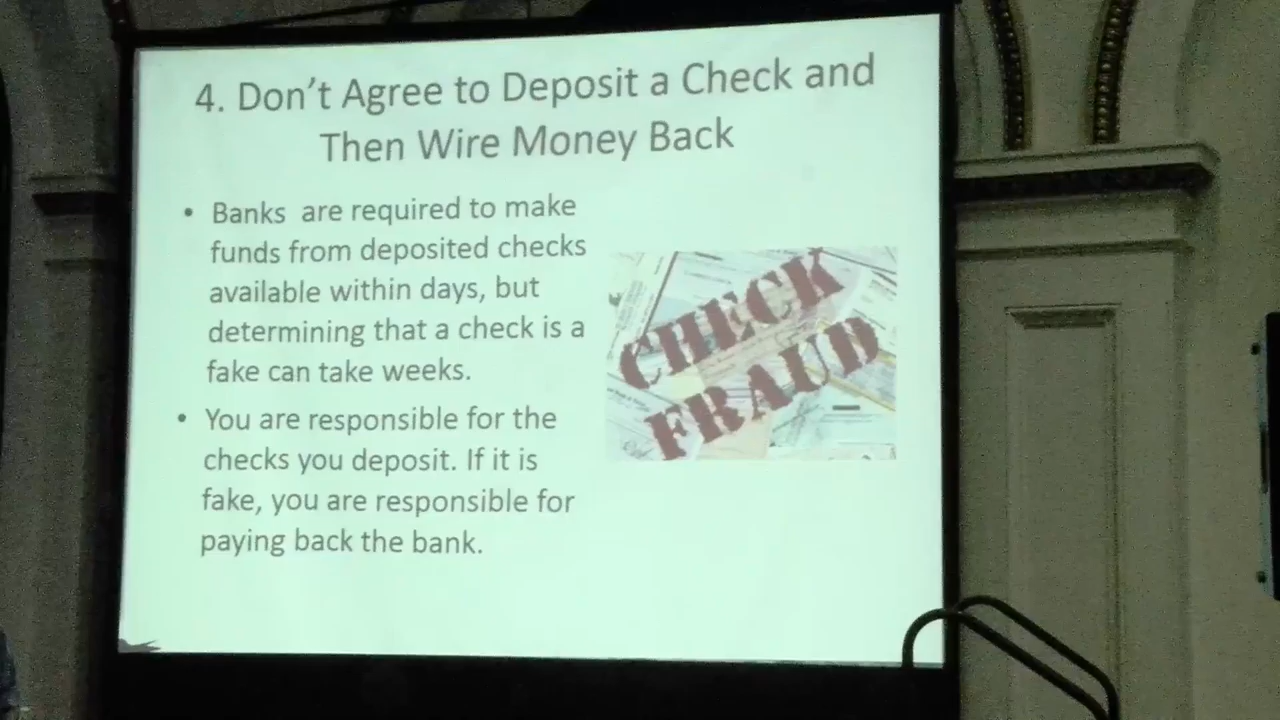 4. Don't Agree to Deposit a Check and
Then Wire Money Back
• Banks are required to make
funds from deposited checks
available within days, but
determining that a check is a
fake can take weeks.
• You are responsible for the
checks you deposit. If it is
fake, you are responsible for
paying back the bank.
CHECK
FRAUD